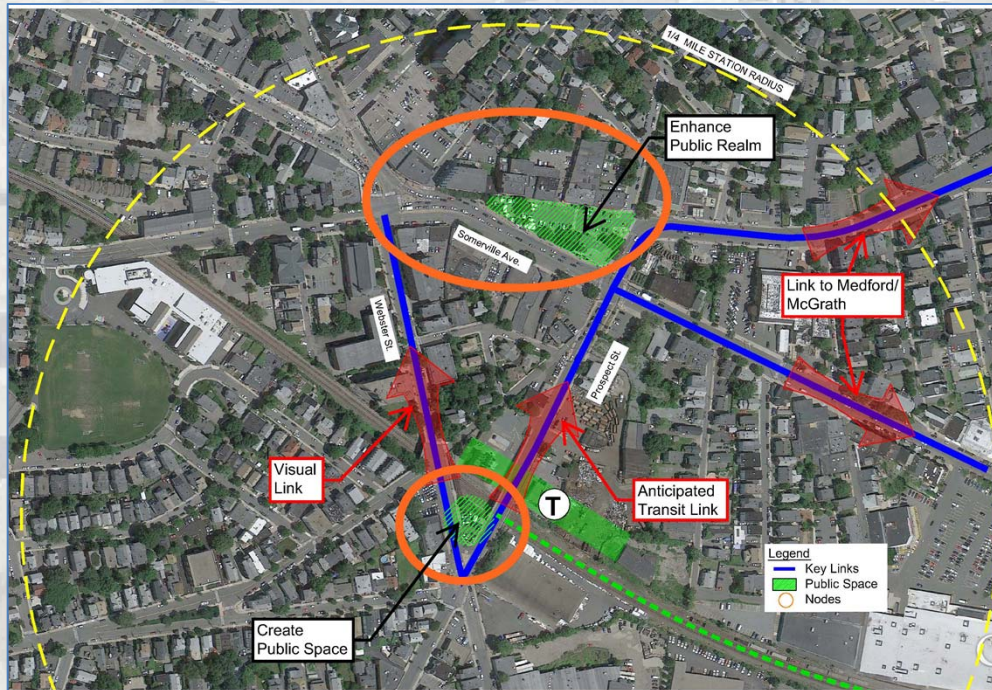 1/4 MILE STATION RADIUS
Enhance
Public Realm
Somerville Ave.
Link to Medford/
McGrath
Webster St.
Prospect St.
Visual
Link
T
Anticipated
Transit Link
Legend
Key Links
Public Space
Nodes
Create
Public Space